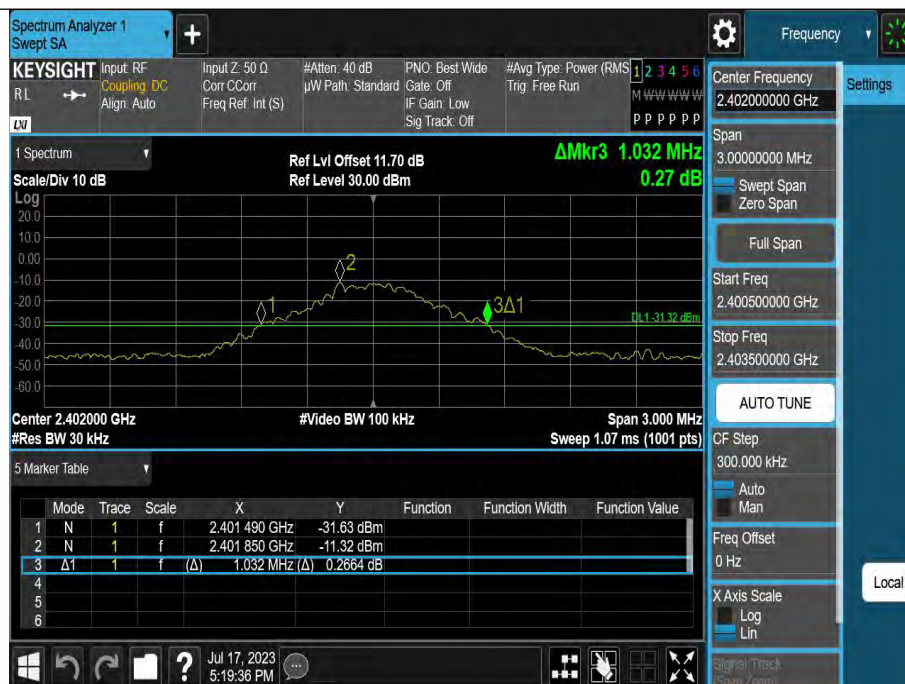 Spectrum Analyzer 1
Swept SA
+
Frequency
KEYSIGHT
RL
LXI
Input: RF
Coupling: DC
Align: Auto
Input Z: 50 Ω
Corr CCorr
Freq Ref: Int (S)
#Atten: 40 dB
µW Path: Standard
PNO: Best Wide
Gate: Off
IF Gain: Low
Sig Track: Off
#Avg Type: Power (RMS
Trig: Free Run
1 2 3 4 5 6
M W W W W W
P P P P P P
1 Spectrum
Scale/Div 10 dB
Ref Lvl Offset 11.70 dB
Ref Level 30.00 dBm
ΔMkr3 1.032 MHz
0.27 dB
Log
20.0
10.0
0.00
-10.0
-20.0
-30.0
-40.0
-50.0
-60.0
1
2
3Δ1
DL1 -31.32 dBm
Center 2.402000 GHz
#Video BW 100 kHz
Span 3.000 MHz
#Res BW 30 kHz
Sweep 1.07 ms (1001 pts)
5 Marker Table
Mode Trace Scale X Y Function Function Width Function Value
1 N 1 f 2.401 490 GHz -31.63 dBm
2 N 1 f 2.401 850 GHz -11.32 dBm
3 Δ1 1 f (Δ) 1.032 MHz (Δ) 0.2664 dB
4
5
6
?
Jul 17, 2023
5:19:36 PM
Center Frequency
2.402000000 GHz
Span
3.00000000 MHz
Swept Span
Zero Span
Full Span
Start Freq
2.400500000 GHz
Stop Freq
2.403500000 GHz
AUTO TUNE
CF Step
300.000 kHz
Auto
Man
Freq Offset
0 Hz
X Axis Scale
Log
Lin
Signal Track
(Span Zoom)
Settings
Local